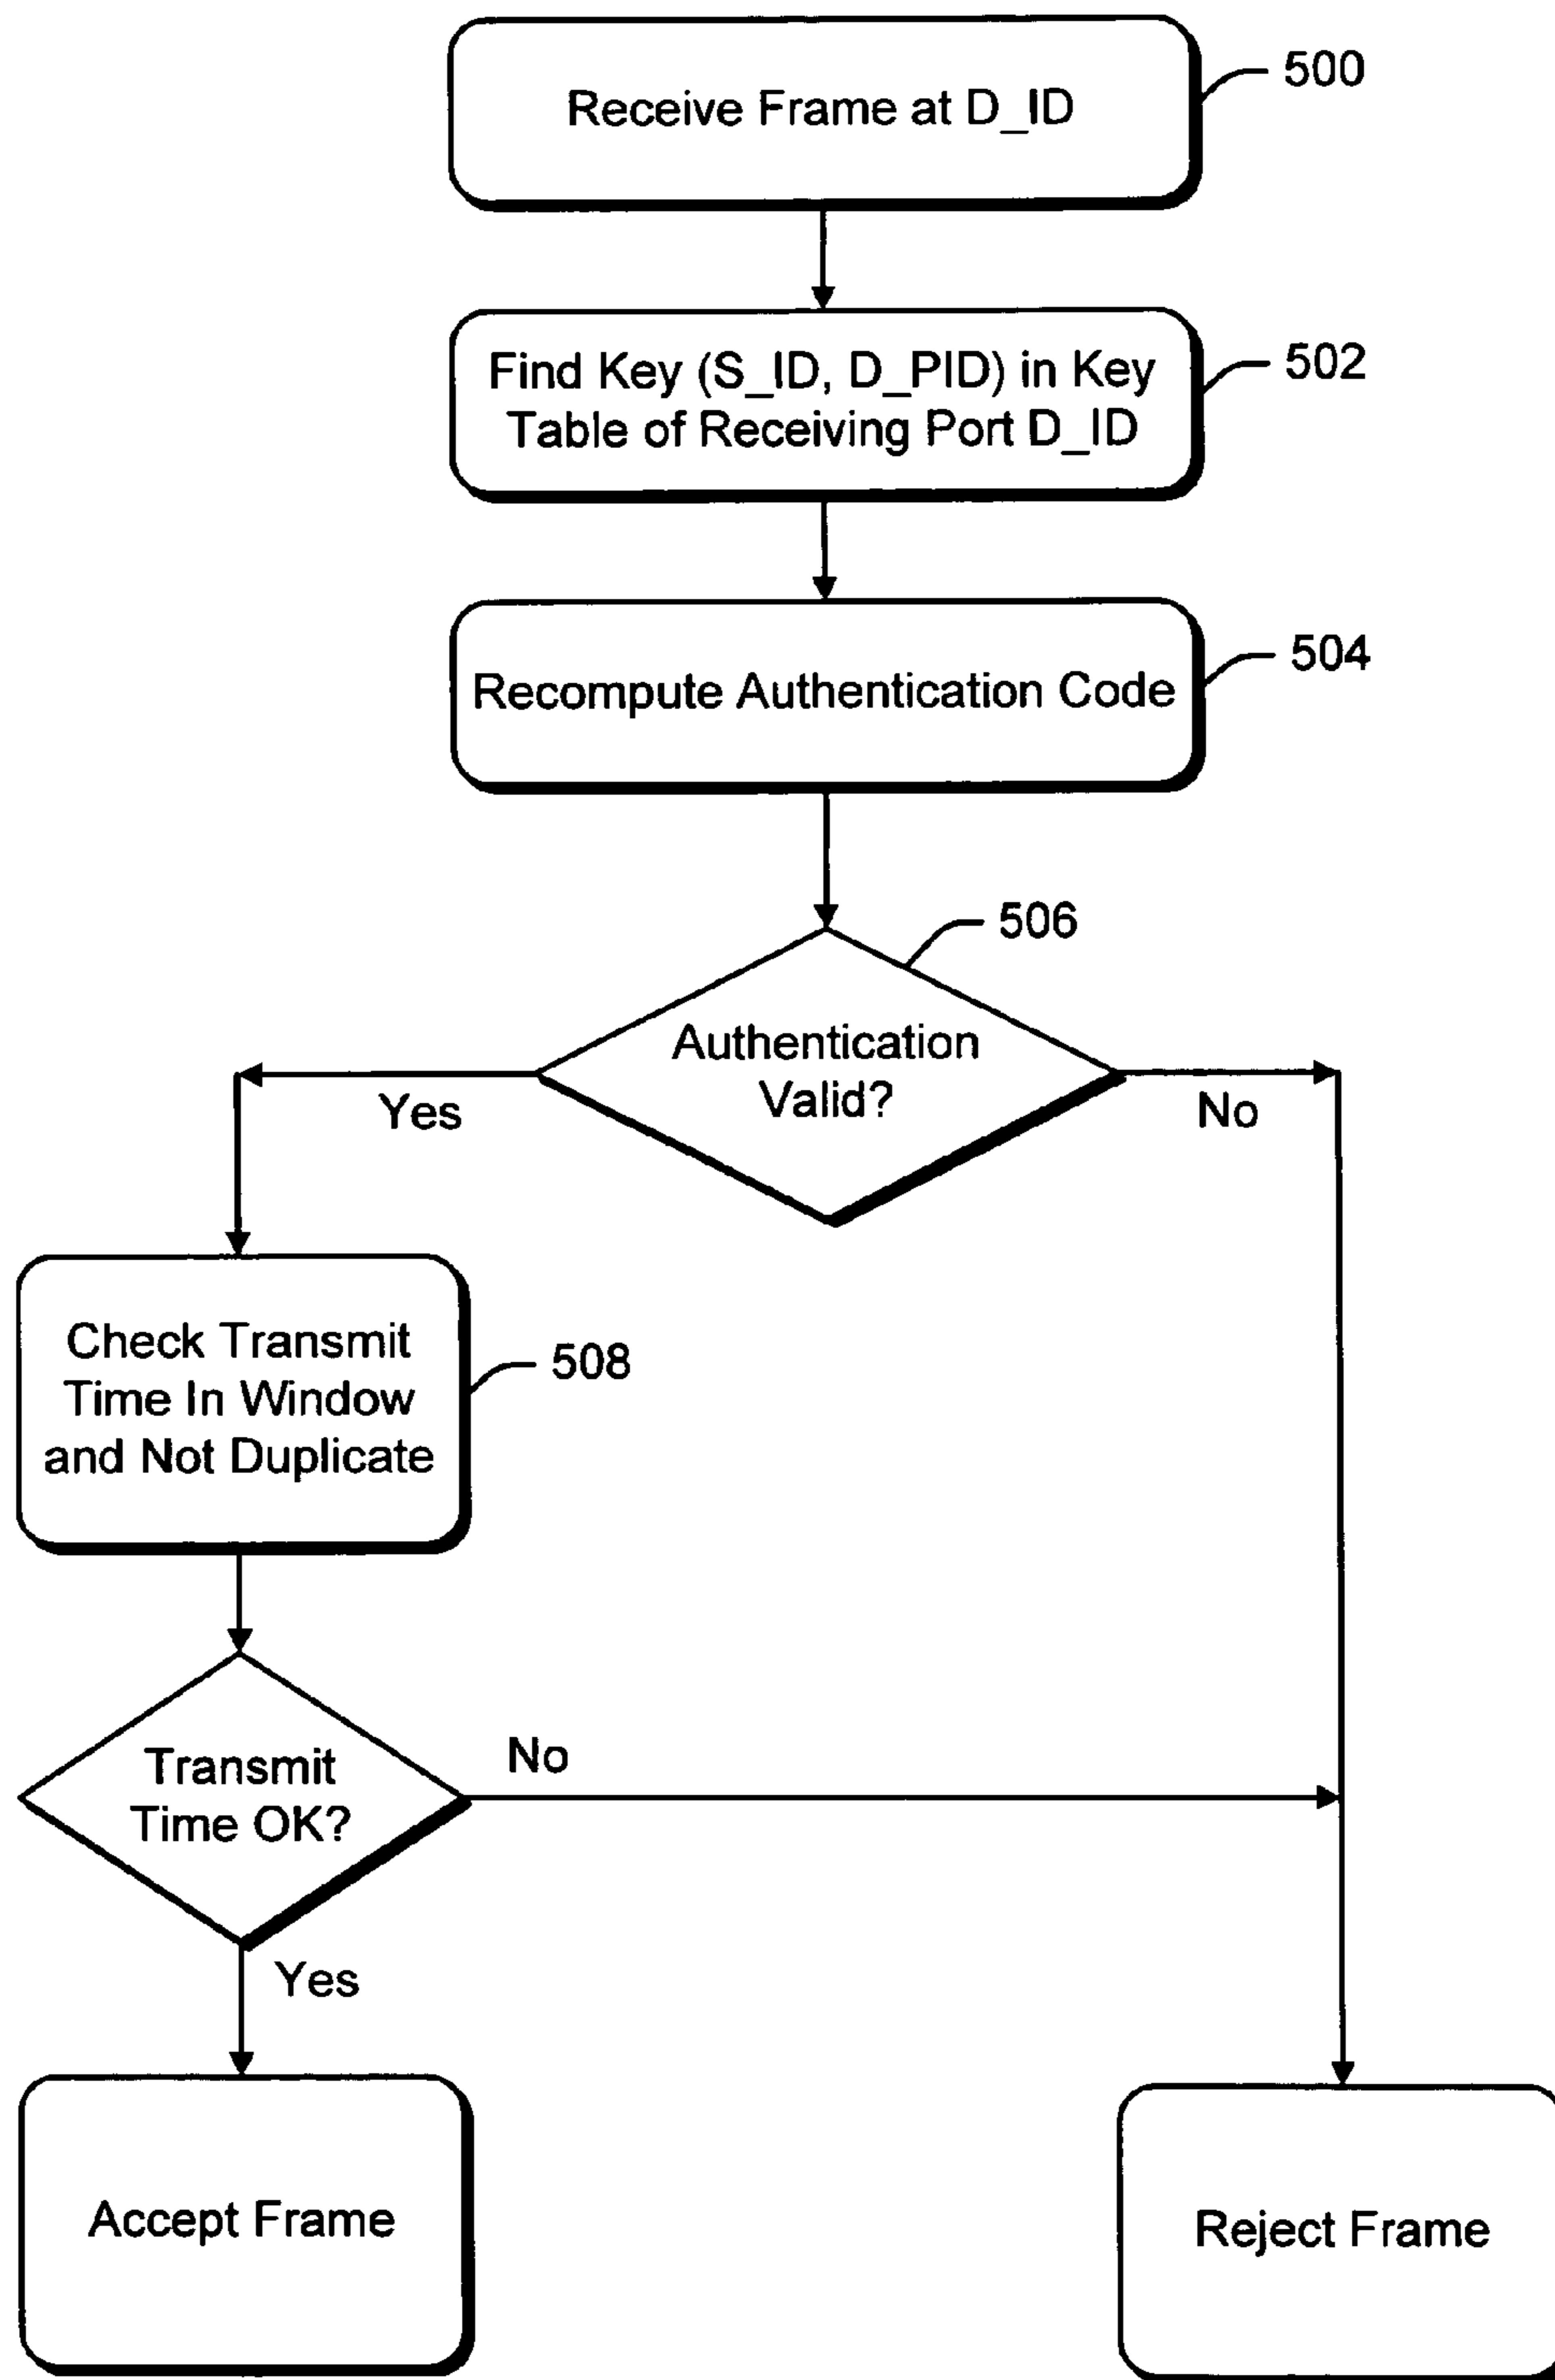 Receive Frame at D_ID
500
Find Key (S_ID, D_PID) in Key
Table of Receiving Port D_ID
502
Recompute Authentication Code
504
506
Authentication
Valid?
Yes
No
Check Transmit
Time In Window
and Not Duplicate
508
Transmit
Time OK?
No
Yes
Accept Frame
Reject Frame